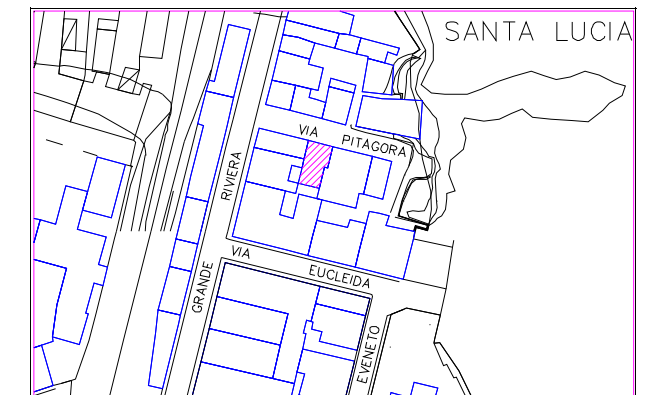 SANTA LUCIA
VIA PITAGORA
RIVIERA
GRANDE
VIA EUCLEIDA
EVENETO